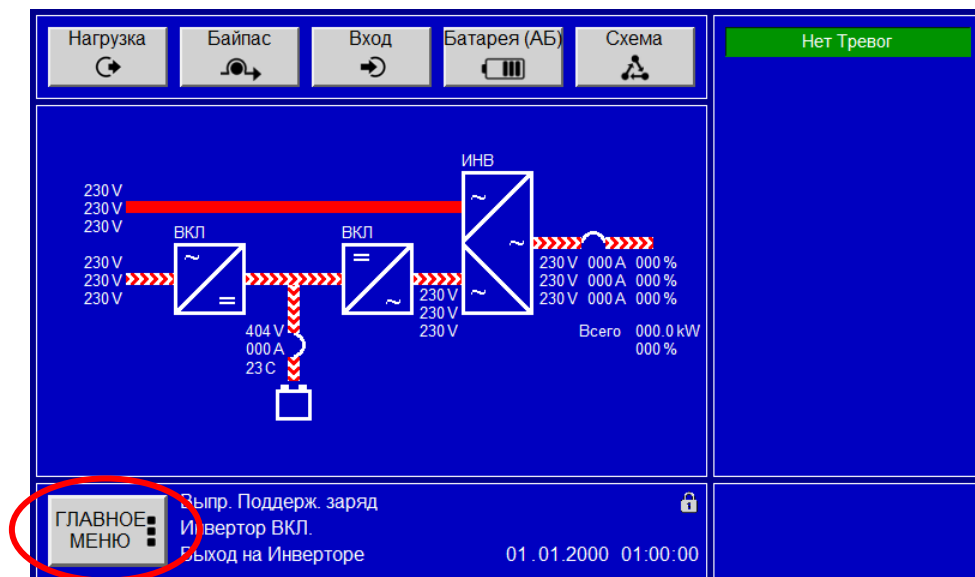 Нагрузка
Байпас
Вход
Батарея (АБ)
Схема
Нет Тревог
ИНВ
230 V
230 V
230 V
ВКЛ
ВКЛ
230 V
230 V
230 V
230 V 000 A 000 %
230 V 000 A 000 %
230 V 000 A 000 %
230 V
230 V
230 V
404 V
000 A
23 C
Всего 000.0 kW
000 %
ГЛАВНОЕ
МЕНЮ
Выпр. Поддерж. заряд
Инвертор ВКЛ.
Выход на Инверторе
01.01.2000 01:00:00
1